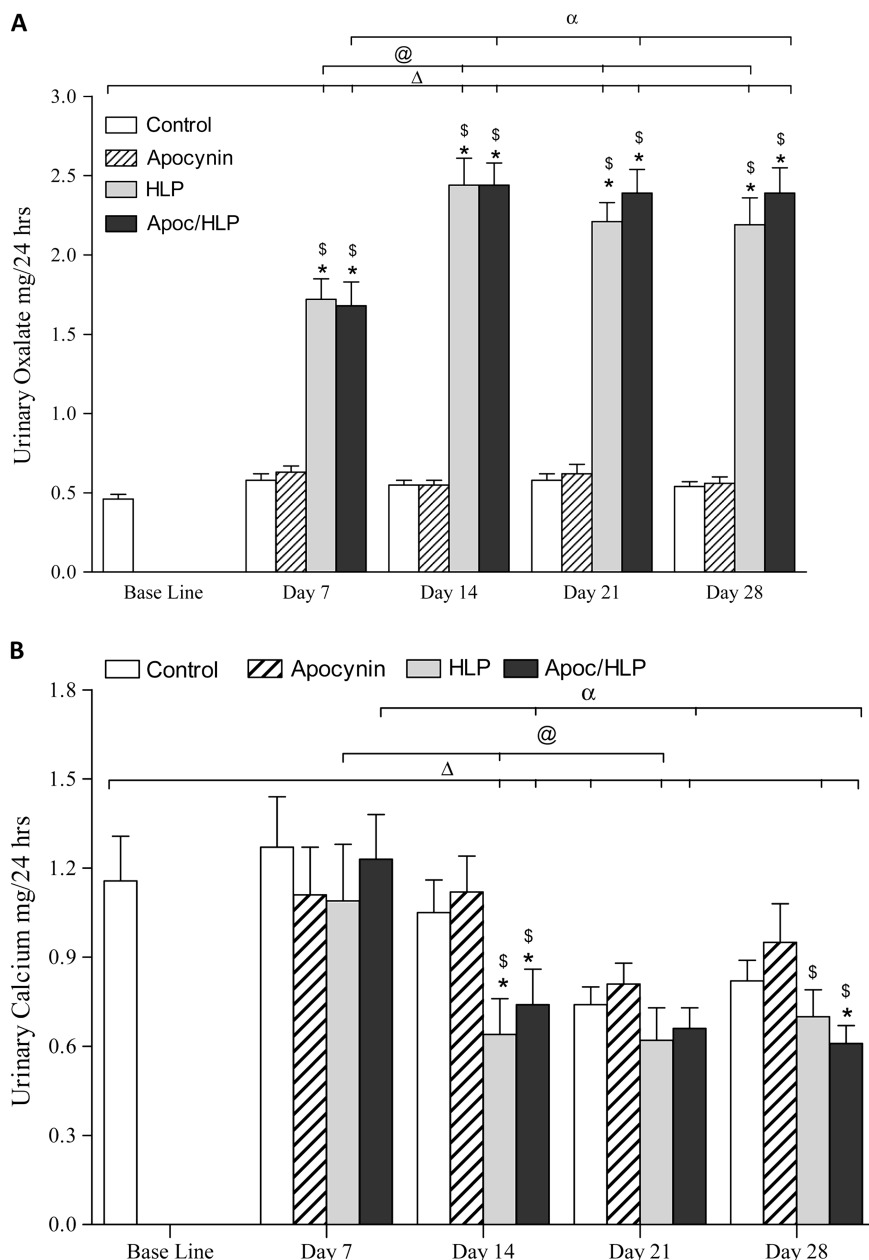 A
α
@
Δ
3.0
Control
Apocynin
HLP
Apoc/HLP
$ $ $ $ $ $ $ $
* * * * * * * *
2.5
2.0
1.5
1.0
0.5
0.0
Urinary Oxalate mg/24 hrs
Base Line Day 7 Day 14 Day 21 Day 28
B
Control Apocynin HLP Apoc/HLP
1.8
α
@
Δ
1.5
1.2
0.9
$ $ $ $
* * *
0.6
0.3
0.0
Urinary Calcium mg/24 hrs
Base Line Day 7 Day 14 Day 21 Day 28